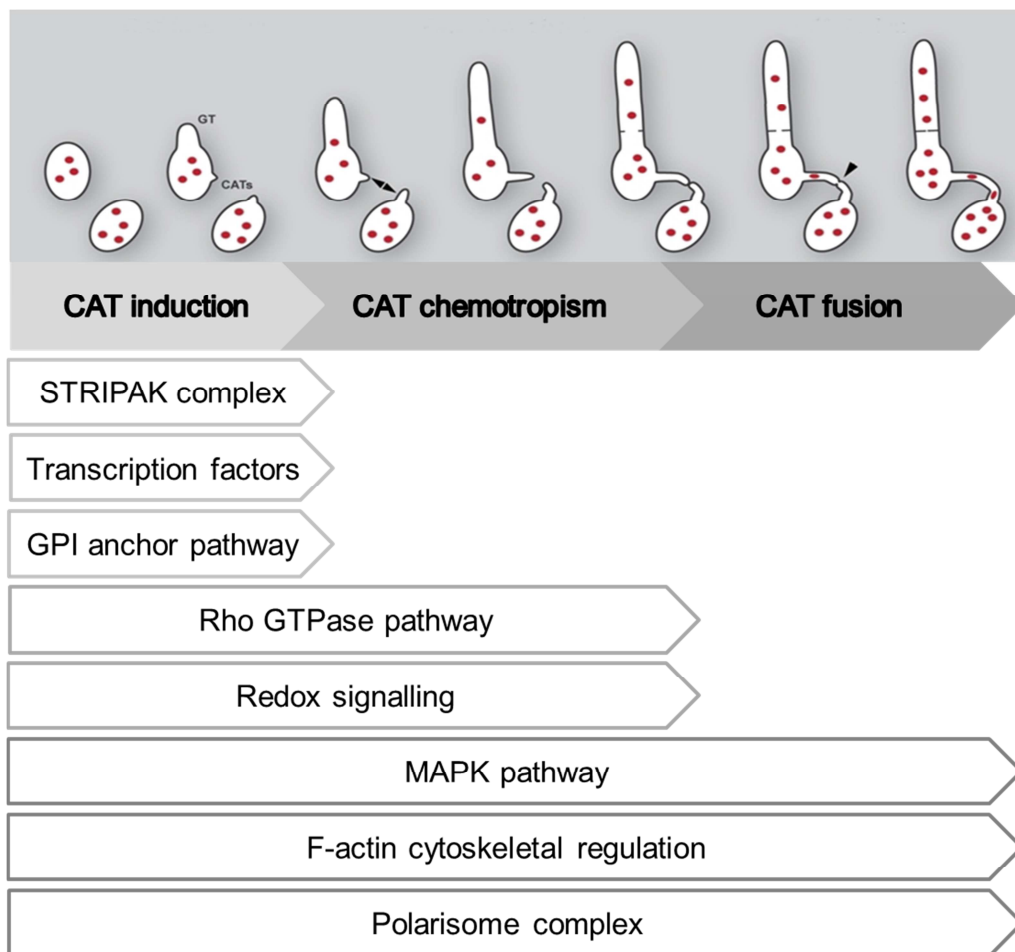 GT
CATs
CAT induction
CAT chemotropism
CAT fusion
STRIPAK complex
Transcription factors
GPI anchor pathway
Rho GTPase pathway
Redox signalling
MAPK pathway
F-actin cytoskeletal regulation
Polarisome complex